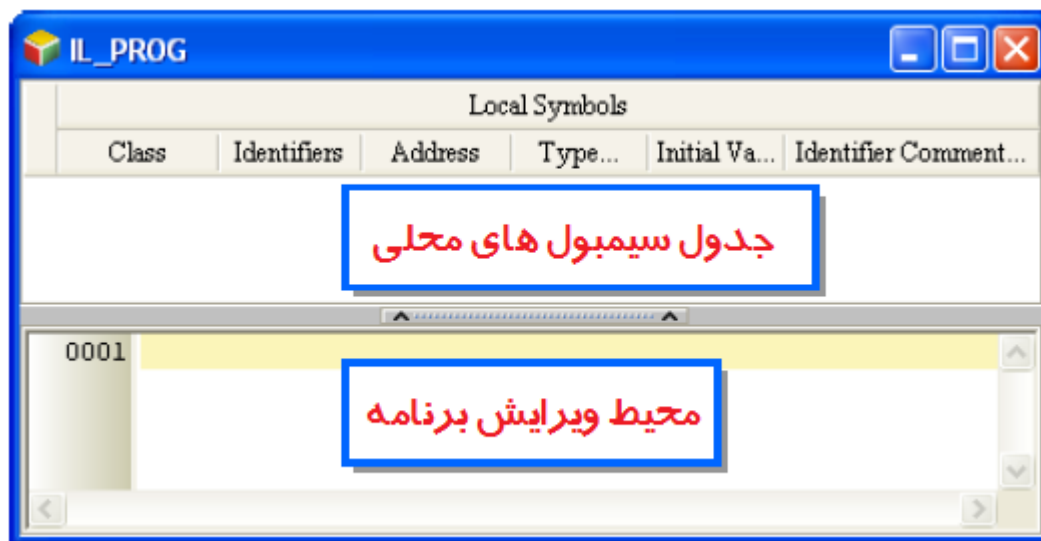 IL_PROG
Local Symbols
Class Identifiers Address Type... Initial Va... Identifier Comment...
جدول سیمبول های محلی
0001
محیط ویرایش برنامه